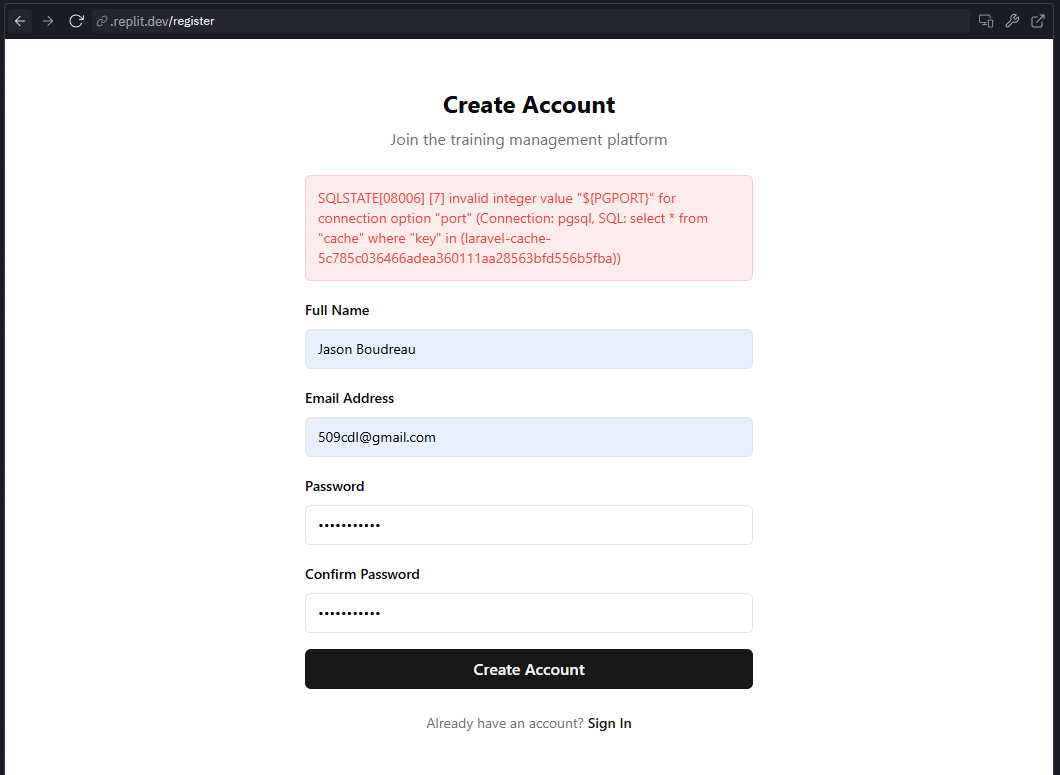 .replit.dev/register
Create Account
Join the training management platform
SQLSTATE[08006] [7] invalid integer value "${PGPORT}" for
connection option "port" (Connection: pgsql, SQL: select * from
"cache" where "key" in (laravel-cache-
5c785c036466adea360111aa28563bfd556b5fba))
Full Name
Jason Boudreau
Email Address
509cdl@gmail.com
Password
•••••••••••
Confirm Password
•••••••••••
Create Account
Already have an account? Sign In